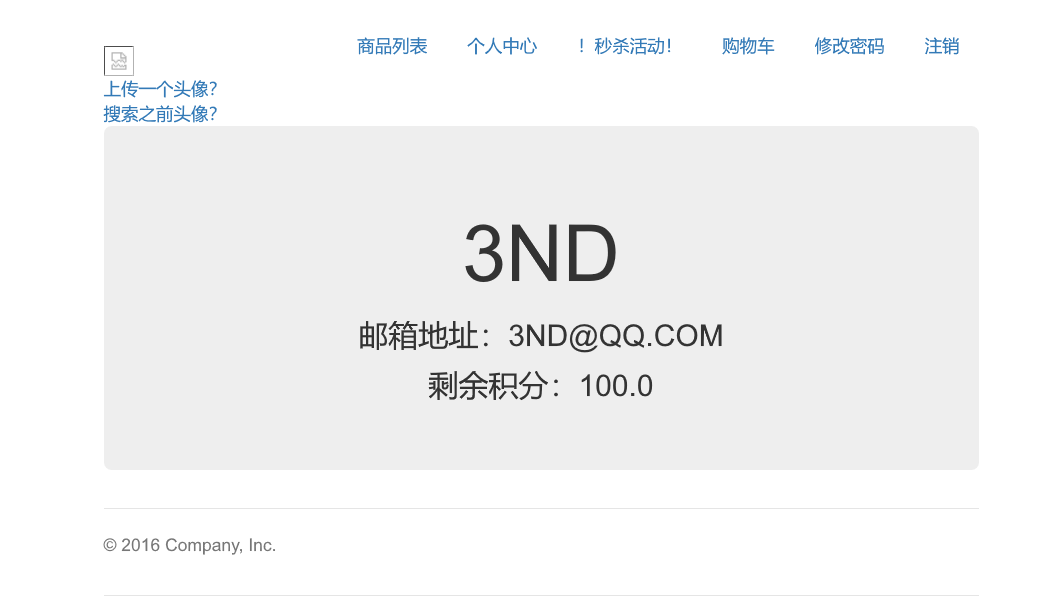 商品列表 个人中心 ！秒杀活动！ 购物车 修改密码 注销
上传一个头像？
搜索之前头像？
3ND
邮箱地址：3ND@QQ.COM
剩余积分：100.0
© 2016 Company, Inc.